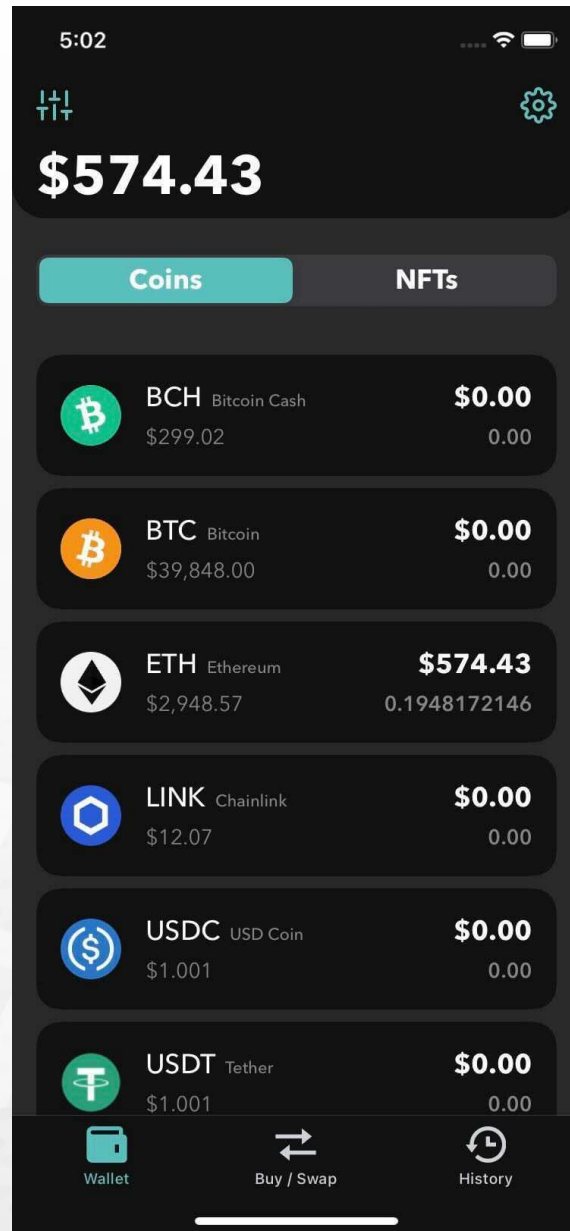 5:02
$574.43
Coins NFTs
BCH Bitcoin Cash $0.00
$299.02 0.00
BTC Bitcoin $0.00
$39,848.00 0.00
ETH Ethereum $574.43
$2,948.57 0.1948172146
LINK Chainlink $0.00
$12.07 0.00
USDC USD Coin $0.00
$1.001 0.00
USDT Tether $0.00
$1.001 0.00
Wallet Buy / Swap History